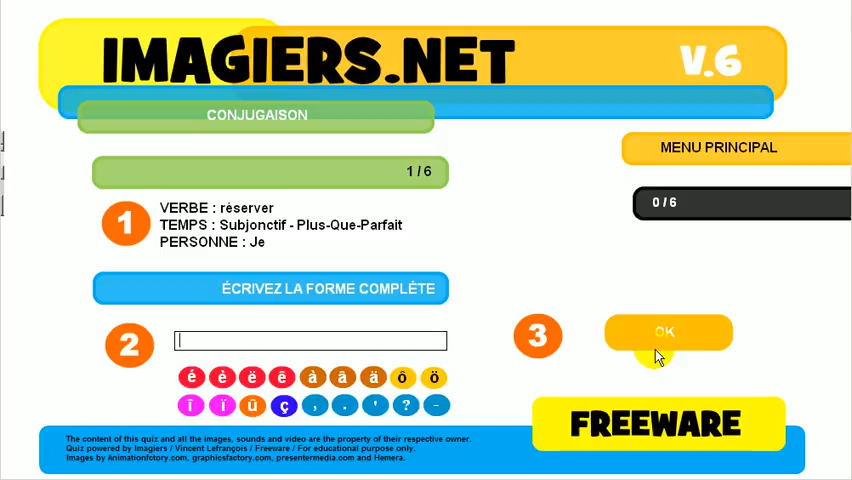 IMAGIERS.NET
V.6
CONJUGAISON
MENU PRINCIPAL
1 / 6
0 / 6
1
VERBE : réserver
TEMPS : Subjonctif - Plus-Que-Parfait
PERSONNE : Je
ÉCRIVEZ LA FORME COMPLÈTE
2
3
OK
é è ë ê à â ä ô ö
î ï û ç , . ' ? -
FREEWARE
The content of this quiz and all the images, sounds and video are the property of their respective owner.
Quiz powered by Imagiers / Vincent Lefrançois / Freeware / For educational purpose only.
Images by Animationfctory.com, graphicsfactory.com, presentermedia.com and Hemera.